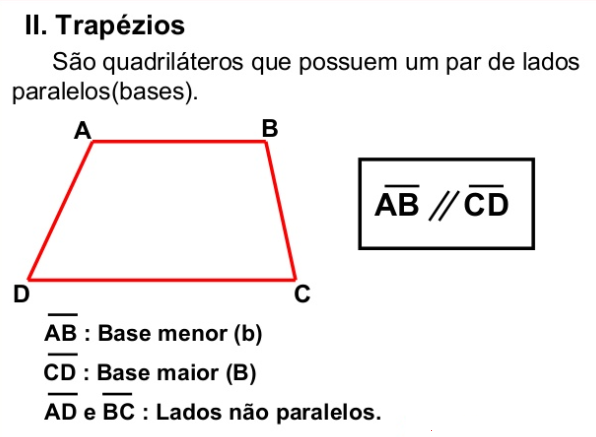 II. Trapézios
São quadriláteros que possuem um par de lados
paralelos(bases).
A B
AB // CD
D C
AB : Base menor (b)
CD : Base maior (B)
AD e BC : Lados não paralelos.